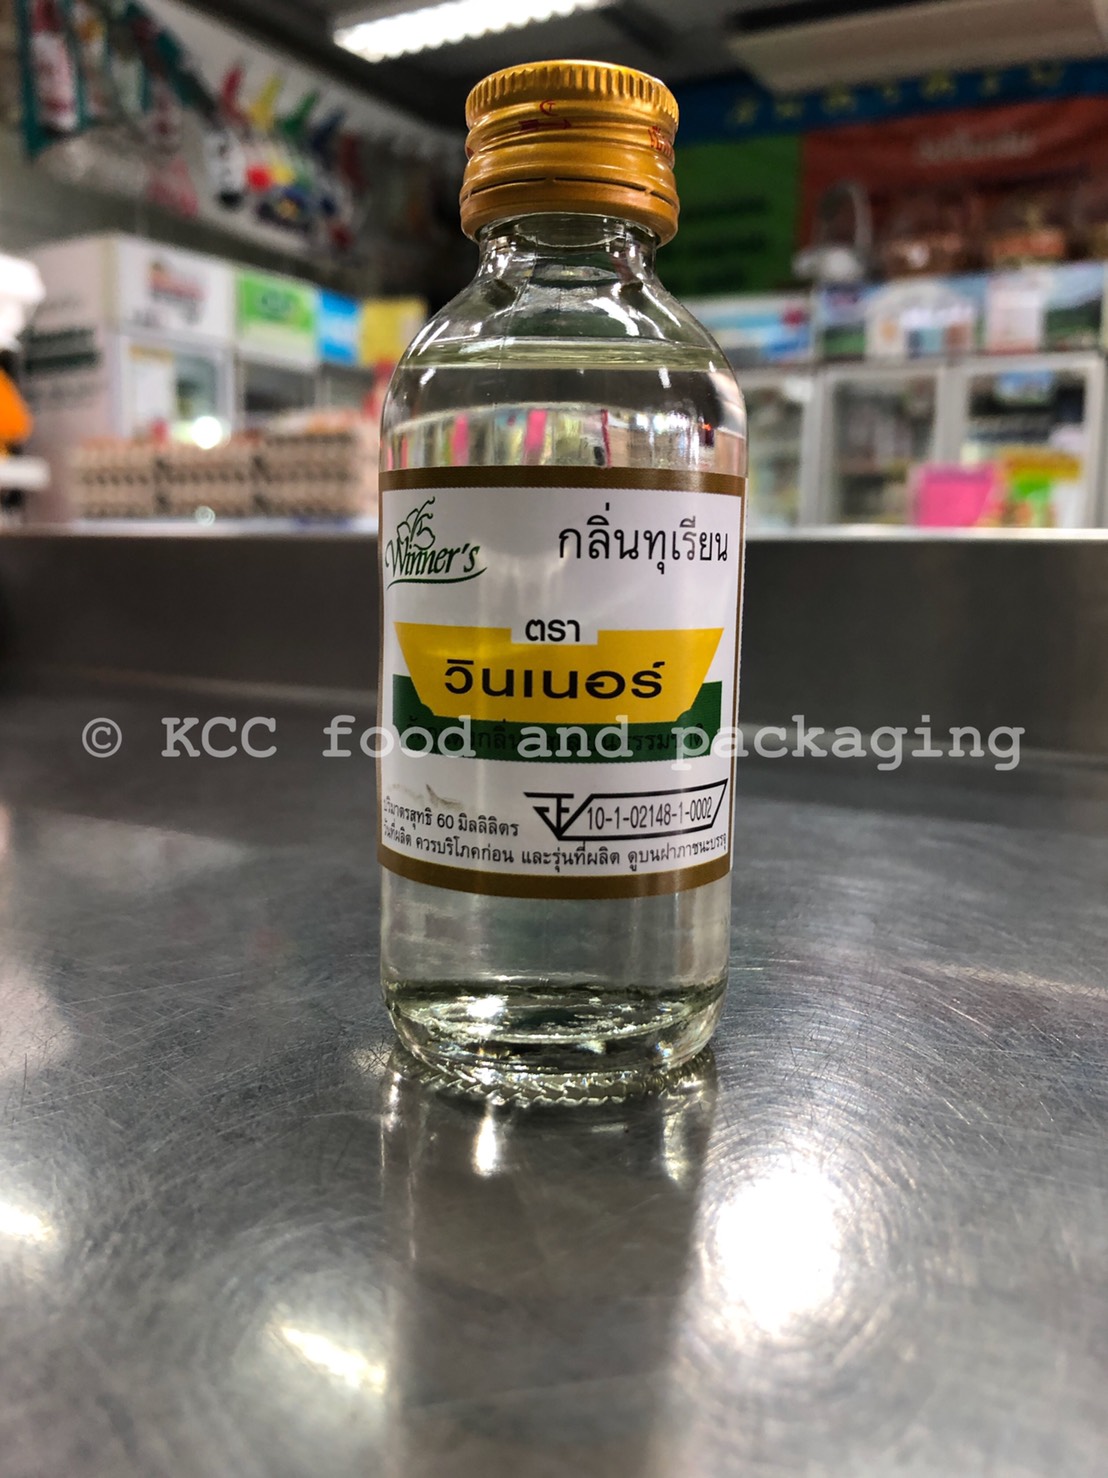 Winner's
กลิ่นทุเรียน
ตรา
วินเนอร์
© KCC food and packaging
10-1-02148-1-0002
ปริมาตรสุทธิ 60 มิลลิลิตร
วันที่ผลิต ควรบริโภคก่อน และรุ่นที่ผลิต ดูบนฝาภาชนะบรรจุ